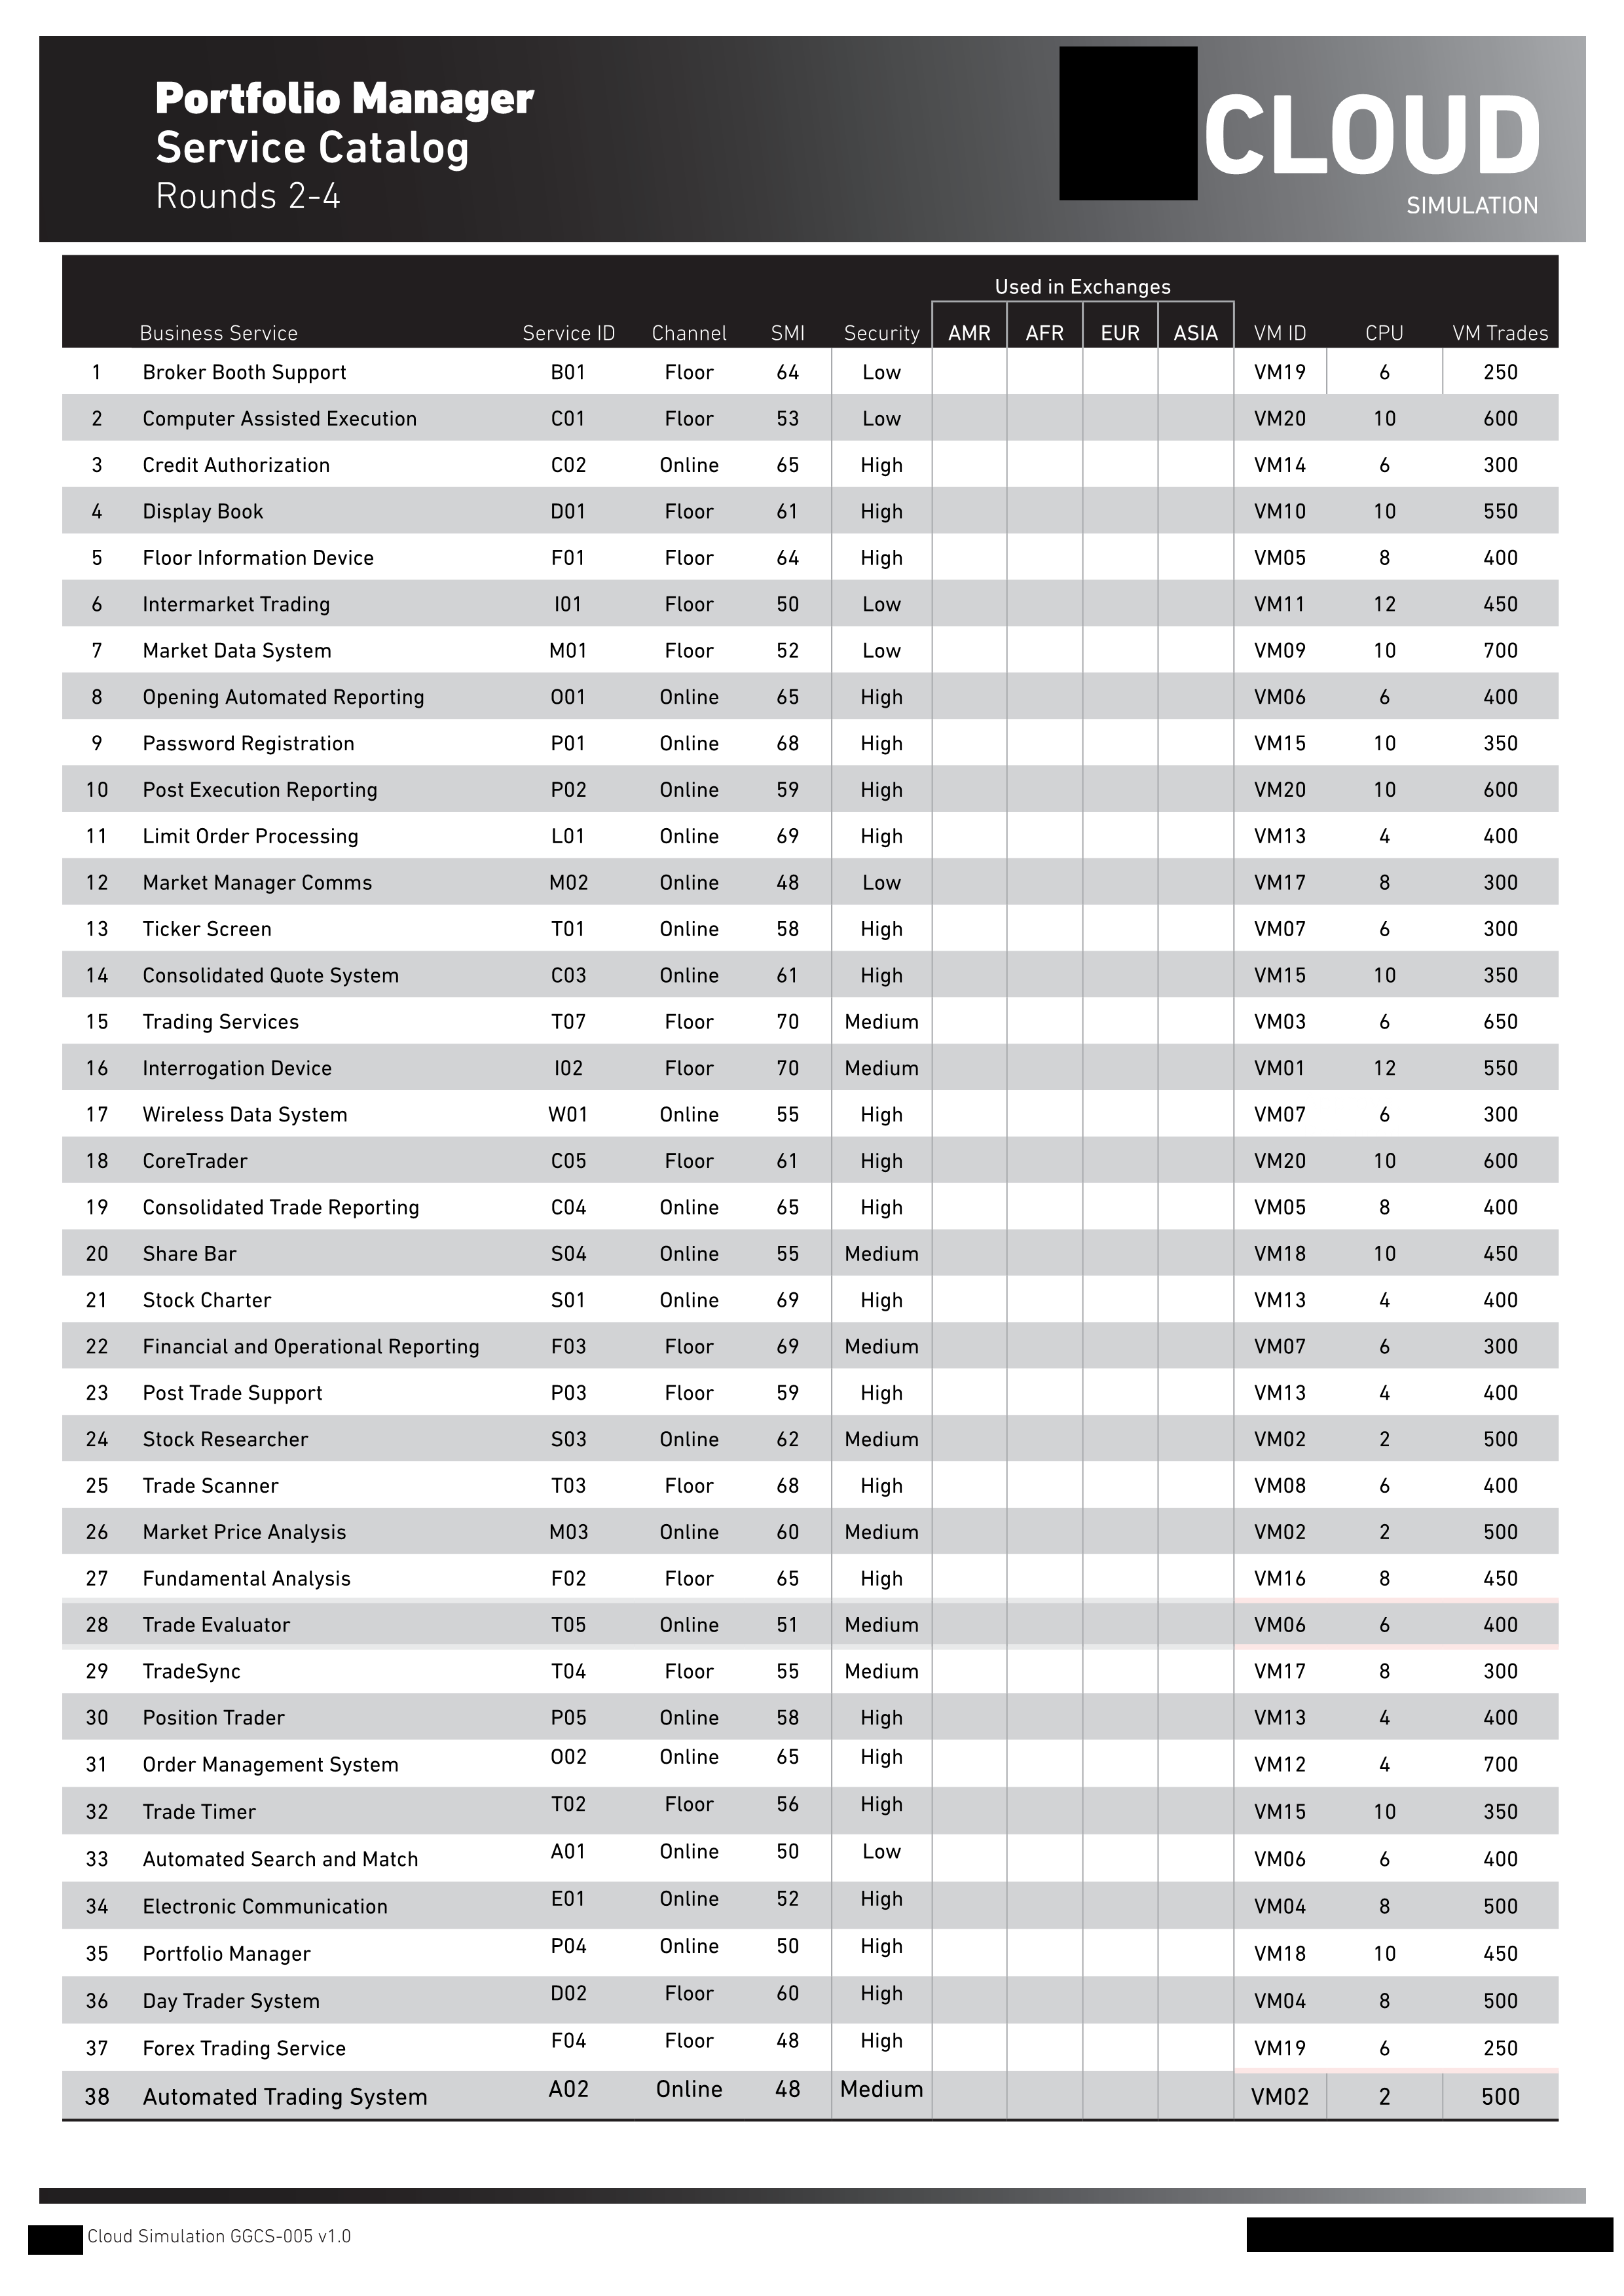 Portfolio Manager
Service Catalog
Rounds 2-4
CLOUD
SIMULATION
Used in Exchanges
Business Service Service ID Channel SMI Security AMR AFR EUR ASIA VM ID CPU VM Trades
1 Broker Booth Support B01 Floor 64 Low VM19 6 250
2 Computer Assisted Execution C01 Floor 53 Low VM20 10 600
3 Credit Authorization C02 Online 65 High VM14 6 300
4 Display Book D01 Floor 61 High VM10 10 550
5 Floor Information Device F01 Floor 64 High VM05 8 400
6 Intermarket Trading I01 Floor 50 Low VM11 12 450
7 Market Data System M01 Floor 52 Low VM09 10 700
8 Opening Automated Reporting O01 Online 65 High VM06 6 400
9 Password Registration P01 Online 68 High VM15 10 350
10 Post Execution Reporting P02 Online 59 High VM20 10 600
11 Limit Order Processing L01 Online 69 High VM13 4 400
12 Market Manager Comms M02 Online 48 Low VM17 8 300
13 Ticker Screen T01 Online 58 High VM07 6 300
14 Consolidated Quote System C03 Online 61 High VM15 10 350
15 Trading Services T07 Floor 70 Medium VM03 6 650
16 Interrogation Device I02 Floor 70 Medium VM01 12 550
17 Wireless Data System W01 Online 55 High VM07 6 300
18 CoreTrader C05 Floor 61 High VM20 10 600
19 Consolidated Trade Reporting C04 Online 65 High VM05 8 400
20 Share Bar S04 Online 55 Medium VM18 10 450
21 Stock Charter S01 Online 69 High VM13 4 400
22 Financial and Operational Reporting F03 Floor 69 Medium VM07 6 300
23 Post Trade Support P03 Floor 59 High VM13 4 400
24 Stock Researcher S03 Online 62 Medium VM02 2 500
25 Trade Scanner T03 Floor 68 High VM08 6 400
26 Market Price Analysis M03 Online 60 Medium VM02 2 500
27 Fundamental Analysis F02 Floor 65 High VM16 8 450
28 Trade Evaluator T05 Online 51 Medium VM06 6 400
29 TradeSync T04 Floor 55 Medium VM17 8 300
30 Position Trader P05 Online 58 High VM13 4 400
31 Order Management System O02 Online 65 High VM12 4 700
32 Trade Timer T02 Floor 56 High VM15 10 350
33 Automated Search and Match A01 Online 50 Low VM06 6 400
34 Electronic Communication E01 Online 52 High VM04 8 500
35 Portfolio Manager P04 Online 50 High VM18 10 450
36 Day Trader System D02 Floor 60 High VM04 8 500
37 Forex Trading Service F04 Floor 48 High VM19 6 250
38 Automated Trading System A02 Online 48 Medium VM02 2 500
Cloud Simulation GGCS-005 v1.0